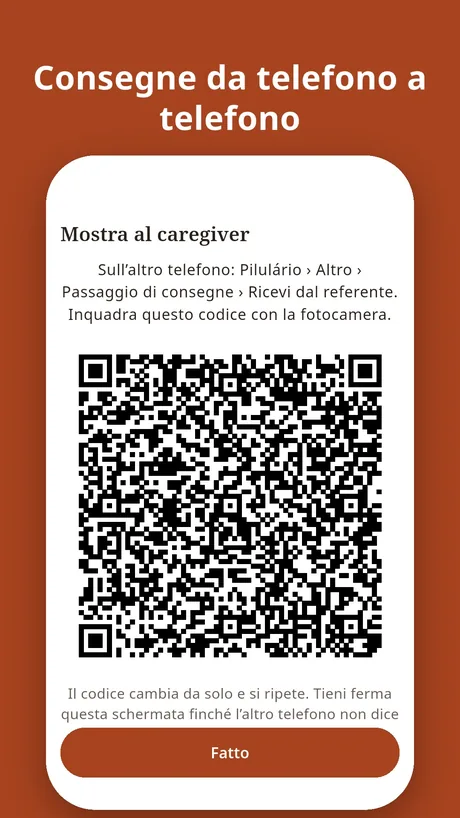 Consegne da telefono a
telefono
Mostra al caregiver
Sull’altro telefono: Pilulário › Altro ›
Passaggio di consegne › Ricevi dal referente.
Inquadra questo codice con la fotocamera.
Il codice cambia da solo e si ripete. Tieni ferma
questa schermata finché l’altro telefono non dice
Fatto